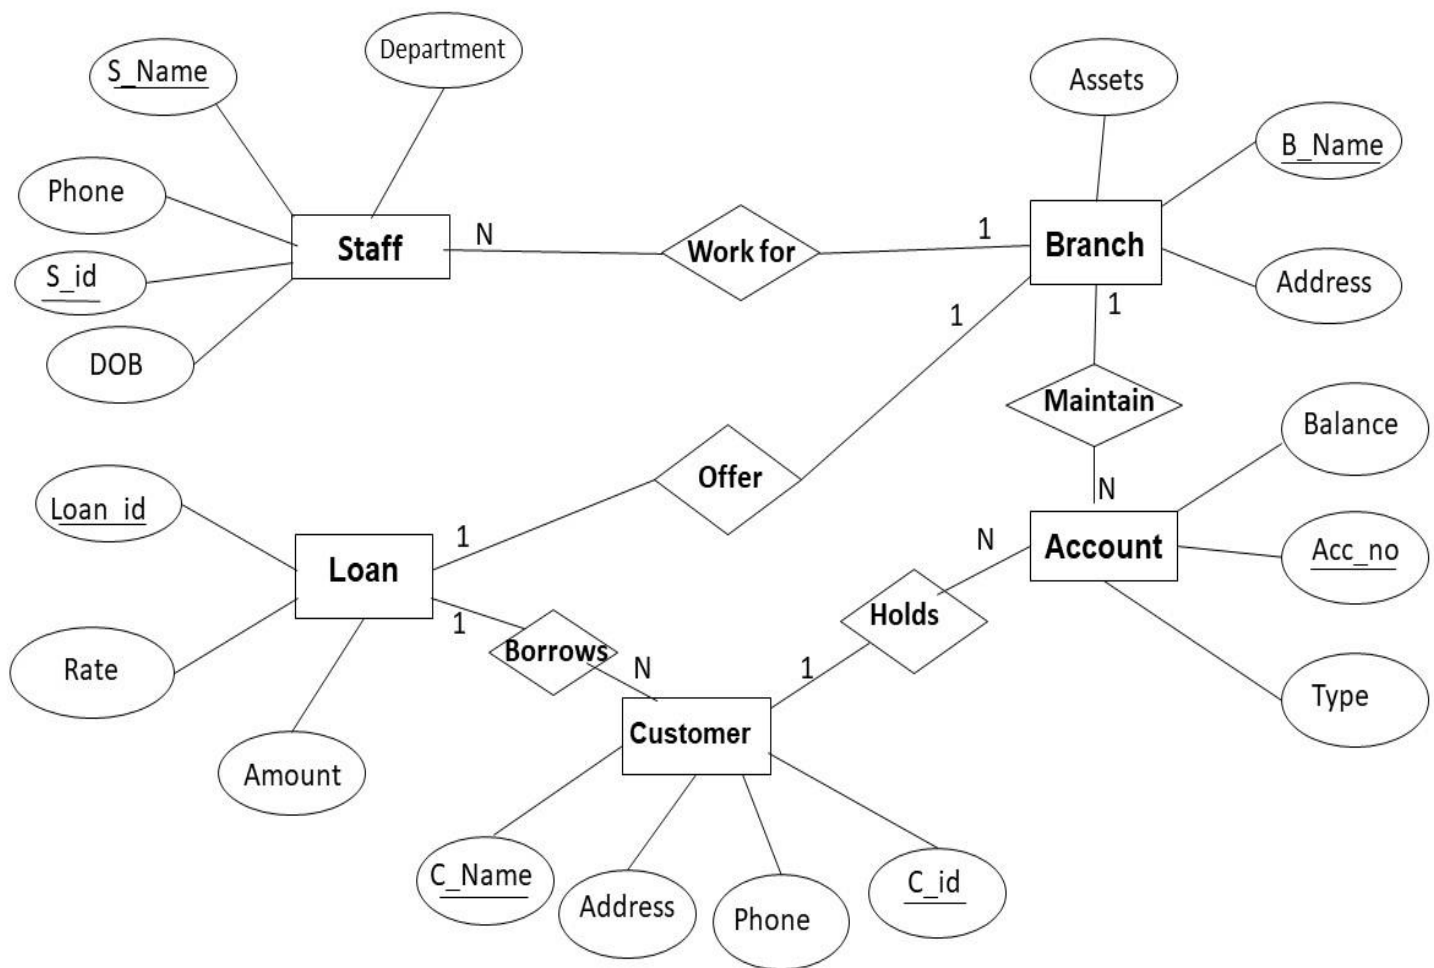 Department
S_Name
Assets
B_Name
Phone
Staff
N
Work for
1
Branch
S_id
Address
1
1
DOB
Maintain
Balance
Offer
N
Loan_id
1
N
Account
Acc_no
Loan
1
Holds
Borrows
N
1
Rate
Type
Customer
Amount
C_Name
C_id
Address
Phone